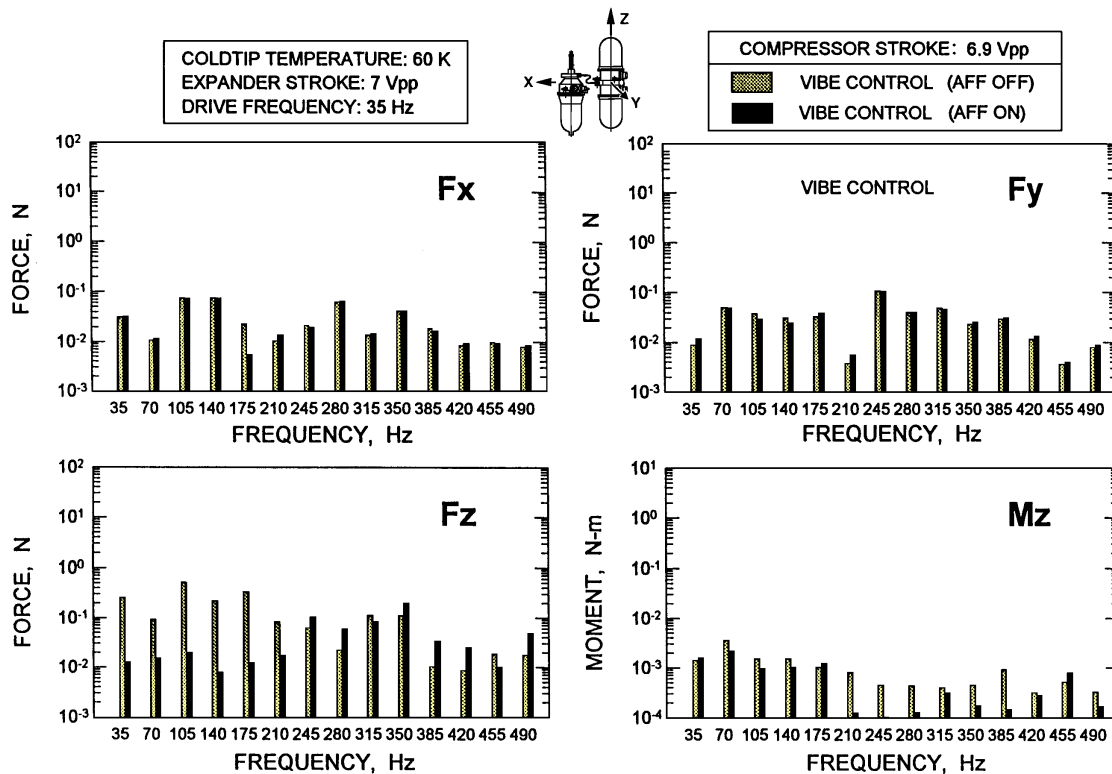 COLDTIP TEMPERATURE: 60 K
EXPANDER STROKE: 7 Vpp
DRIVE FREQUENCY: 35 Hz
Z
X
Y
COMPRESSOR STROKE: 6.9 Vpp
VIBE CONTROL (AFF OFF)
VIBE CONTROL (AFF ON)
FORCE, N
10²
10¹
10⁰
10⁻¹
10⁻²
10⁻³
Fx
35 70 105 140 175 210 245 280 315 350 385 420 455 490
FREQUENCY, Hz
FORCE, N
10²
10¹
10⁰
10⁻¹
10⁻²
10⁻³
VIBE CONTROL
Fy
35 70 105 140 175 210 245 280 315 350 385 420 455 490
FREQUENCY, Hz
FORCE, N
10²
10¹
10⁰
10⁻¹
10⁻²
10⁻³
Fz
35 70 105 140 175 210 245 280 315 350 385 420 455 490
FREQUENCY, Hz
MOMENT, N-m
10¹
10⁰
10⁻¹
10⁻²
10⁻³
10⁻⁴
Mz
35 70 105 140 175 210 245 280 315 350 385 420 455 490
FREQUENCY, Hz